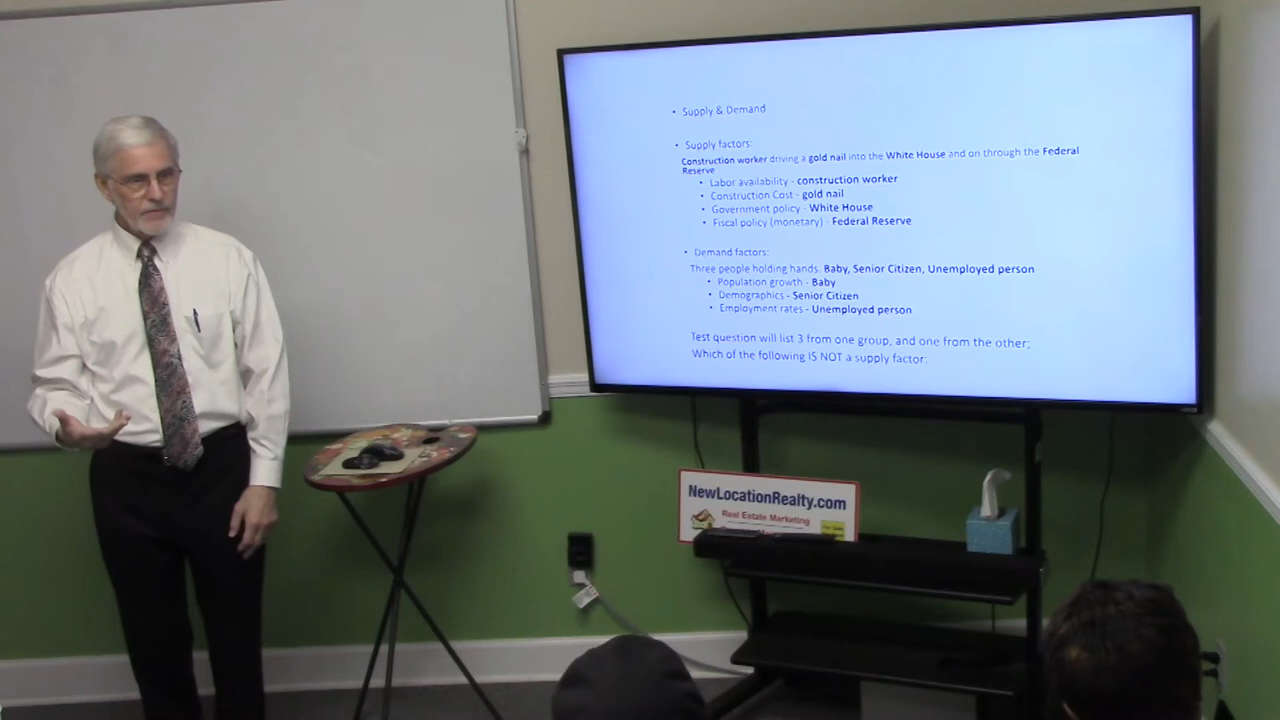 • Supply & Demand
• Supply factors:
Construction worker driving a gold nail into the White House and on through the Federal
Reserve
• Labor availability - construction worker
• Construction Cost - gold nail
• Government policy - White House
• Fiscal policy (monetary) - Federal Reserve
• Demand factors:
Three people holding hands. Baby, Senior Citizen, Unemployed person
• Population growth - Baby
• Demographics - Senior Citizen
• Employment rates - Unemployed person
Test question will list 3 from one group, and one from the other;
Which of the following IS NOT a supply factor:
NewLocationRealty.com
Real Estate Marketing
For Sale